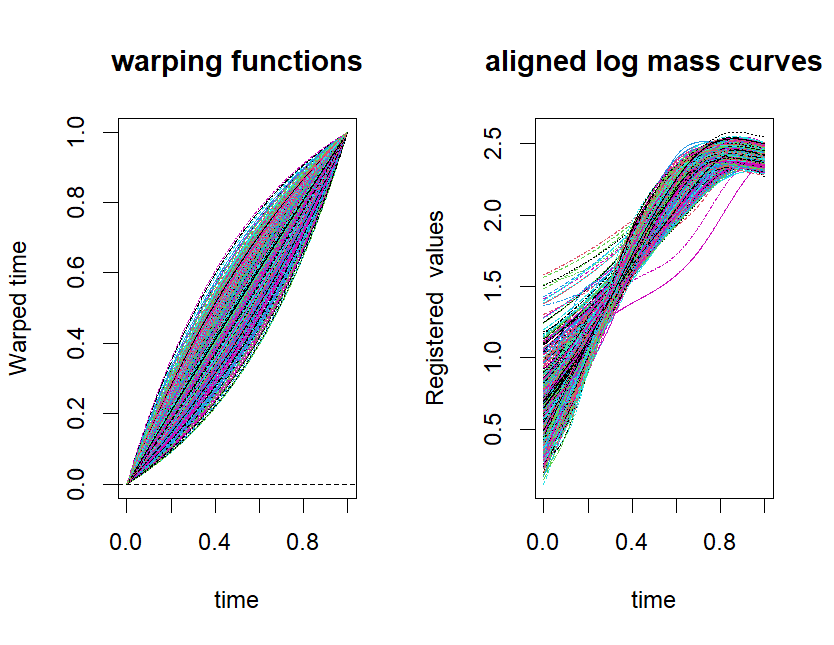 warping functions
Warped time
1.0
0.8
0.6
0.4
0.2
0.0
0.0 0.4 0.8
time
aligned log mass curves
Registered  values
2.5
2.0
1.5
1.0
0.5
0.0 0.4 0.8
time